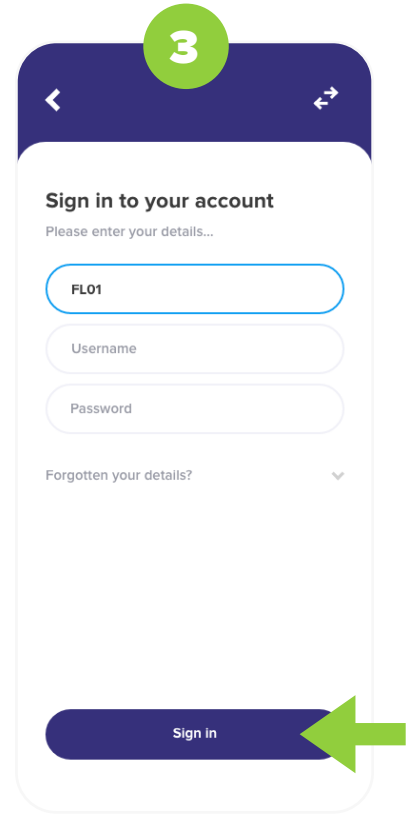 3
Sign in to your account
Please enter your details...
FL01
Username
Password
Forgotten your details?
Sign in